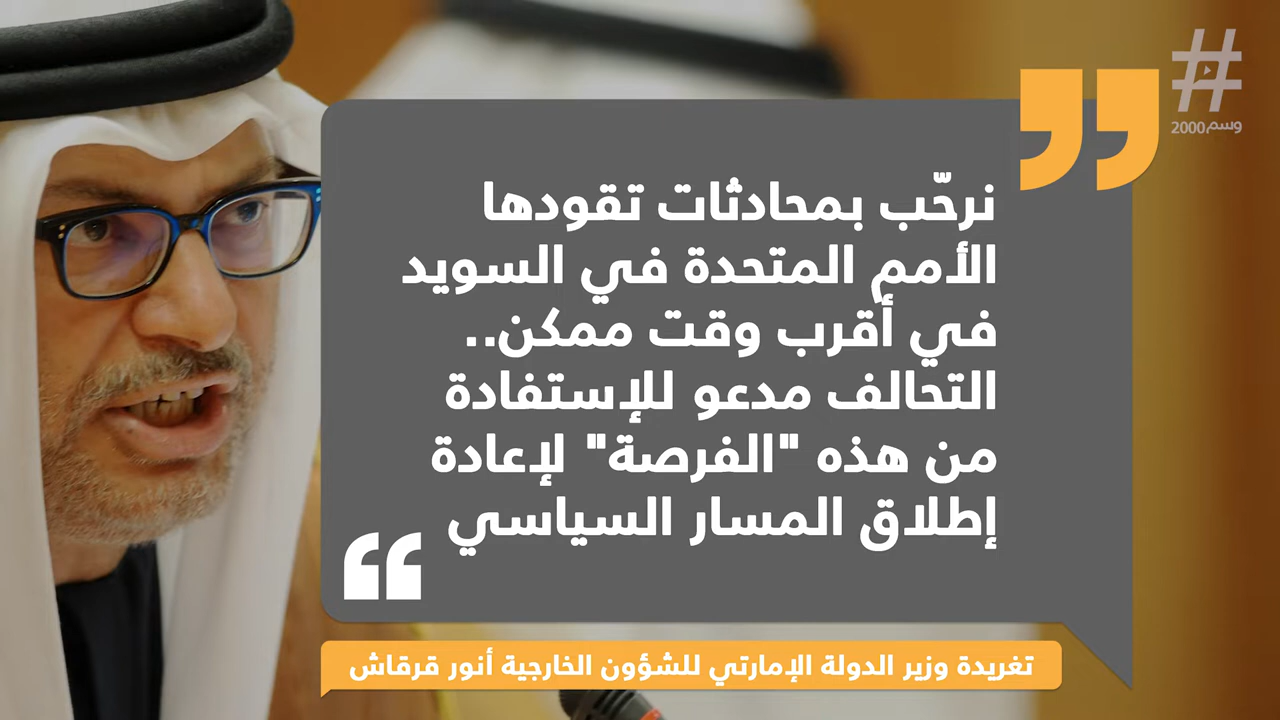 #
وسم2000
نرحّب بمحادثات تقودها
الأمم المتحدة في السويد
في أقرب وقت ممكن..
التحالف مدعو للإستفادة
من هذه "الفرصة" لإعادة
إطلاق المسار السياسي
تغريدة وزير الدولة الإمارتي للشؤون الخارجية أنور قرقاش